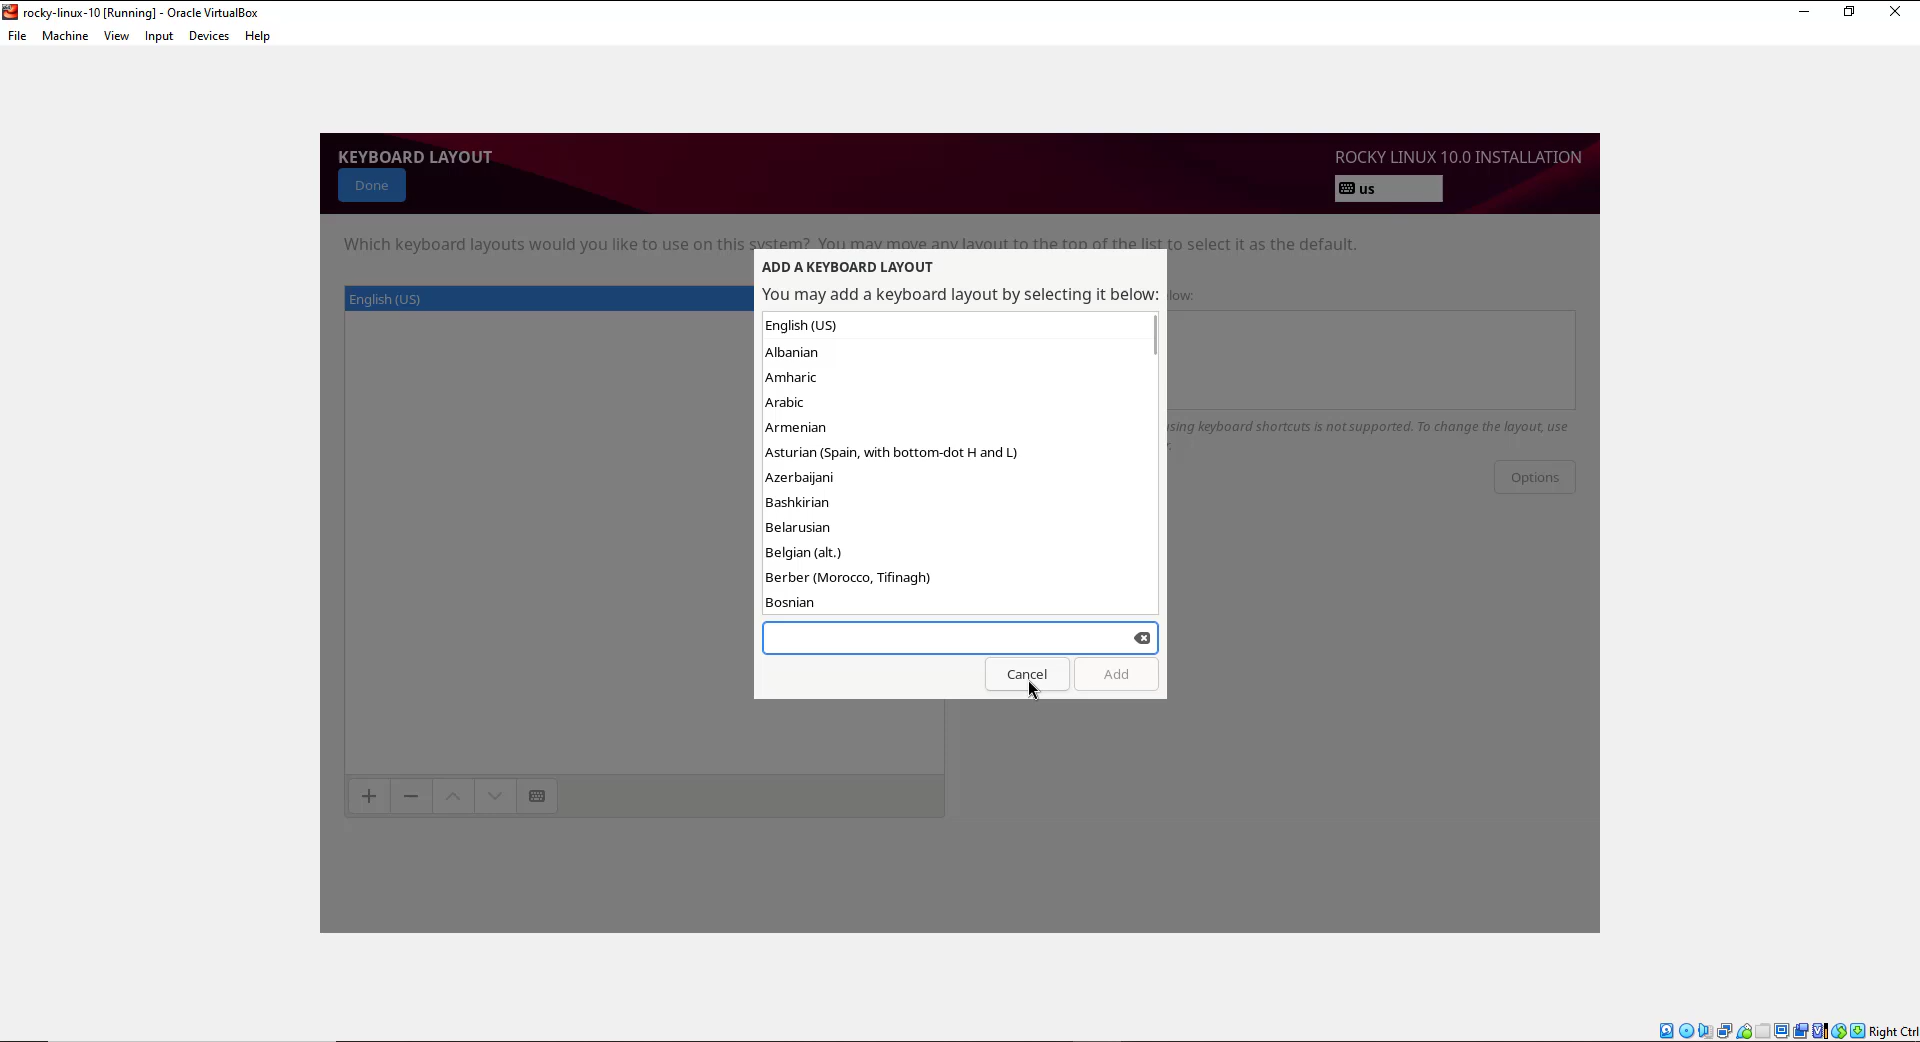 rocky-linux-10 [Running] - Oracle VirtualBox
File Machine View Input Devices Help
KEYBOARD LAYOUT
ROCKY LINUX 10.0 INSTALLATION
Done
us
Which keyboard layouts would you like to use on this system? You may move any layout to the top of the list to select it as the default.
English (US)
low:
using keyboard shortcuts is not supported. To change the layout, use
Options
ADD A KEYBOARD LAYOUT
You may add a keyboard layout by selecting it below:
English (US)
Albanian
Amharic
Arabic
Armenian
Asturian (Spain, with bottom-dot H and L)
Azerbaijani
Bashkirian
Belarusian
Belgian (alt.)
Berber (Morocco, Tifinagh)
Bosnian
Cancel
Add
Right Ctrl